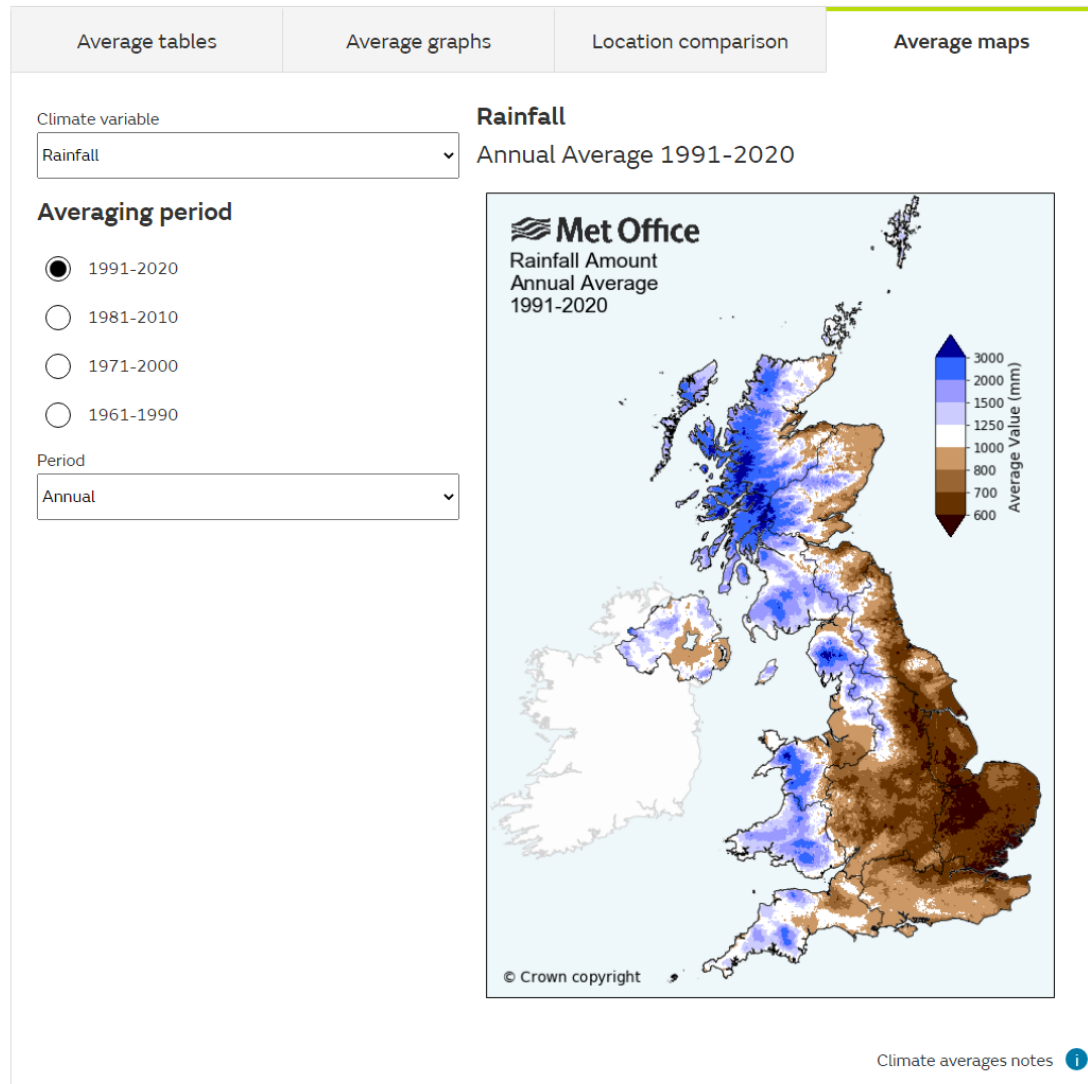 Average tables
Average graphs
Location comparison
Average maps
Climate variable
Rainfall
Averaging period
1991-2020
1981-2010
1971-2000
1961-1990
Period
Annual
Rainfall
Annual Average 1991-2020
Met Office
Rainfall Amount
Annual Average
1991-2020
3000
2000
1500
1250
1000
800
700
600
Average Value (mm)
© Crown copyright
Climate averages notes i